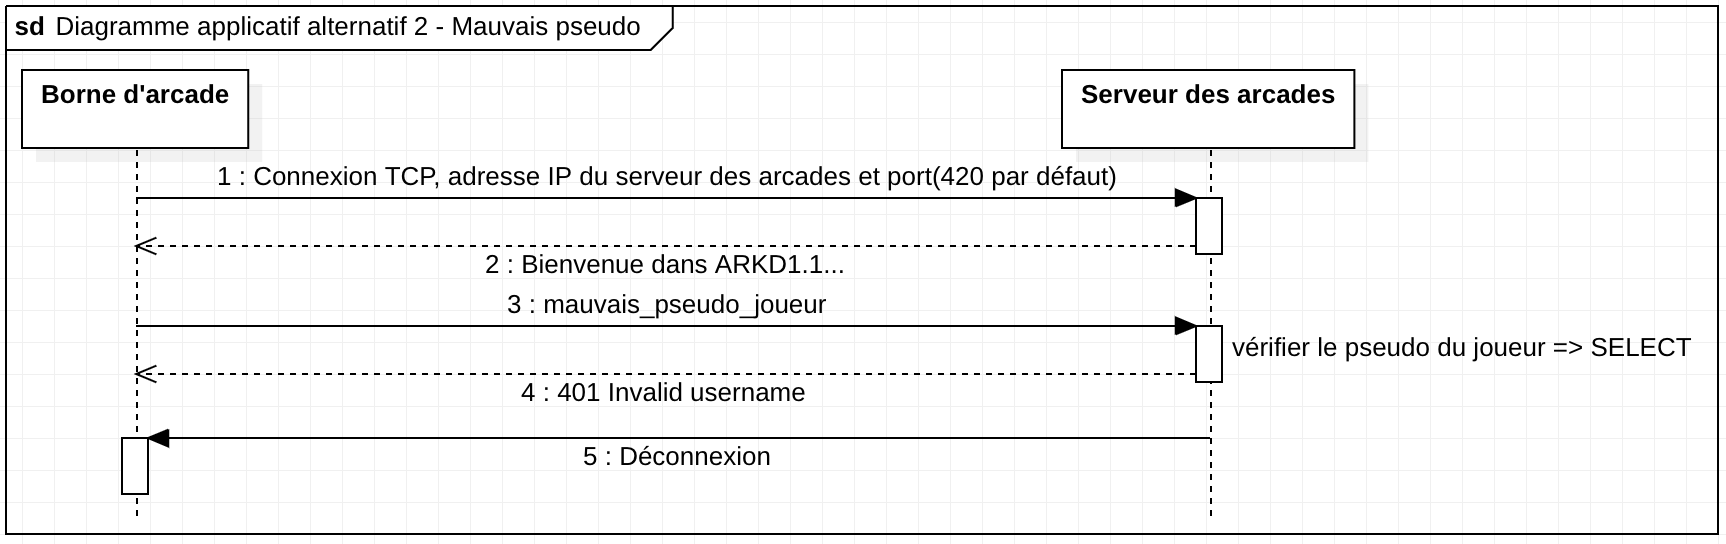 sd Diagramme applicatif alternatif 2 - Mauvais pseudo
Borne d'arcade
Serveur des arcades
1 : Connexion TCP, adresse IP du serveur des arcades et port(420 par défaut)
2 : Bienvenue dans ARKD1.1...
3 : mauvais_pseudo_joueur
vérifier le pseudo du joueur => SELECT
4 : 401 Invalid username
5 : Déconnexion